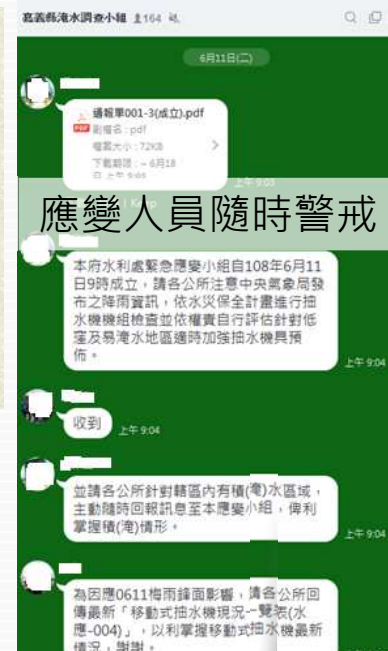 嘉義縣淹水調查小組 164
6月11日(二)
通報單001-3(成立).pdf
副檔名:pdf
檔案大小:72KB
下載期限:~6月18
日 上午 9:03
上午 9:03
應變人員隨時警戒
本府水利處緊急應變小組自108年6月11
日9時成立,請各公所注意中央氣象局發
布之降雨資訊,依水災保全計畫進行抽
水機機組檢查並依權責自行評估針對低
窪及易淹水地區適時加強抽水機具預
佈。
上午 9:04
收到
上午 9:04
並請各公所針對轄區內有積(淹)水區域,
主動隨時回報訊息至本應變小組,俾利
掌握積(淹)情形。
上午 9:04
為因應0611梅雨鋒面影響,請各公所回
傳最新「移動式抽水機現況一覽表(水
應-004)」,以利掌握移動式抽水機最新
情況,謝謝。